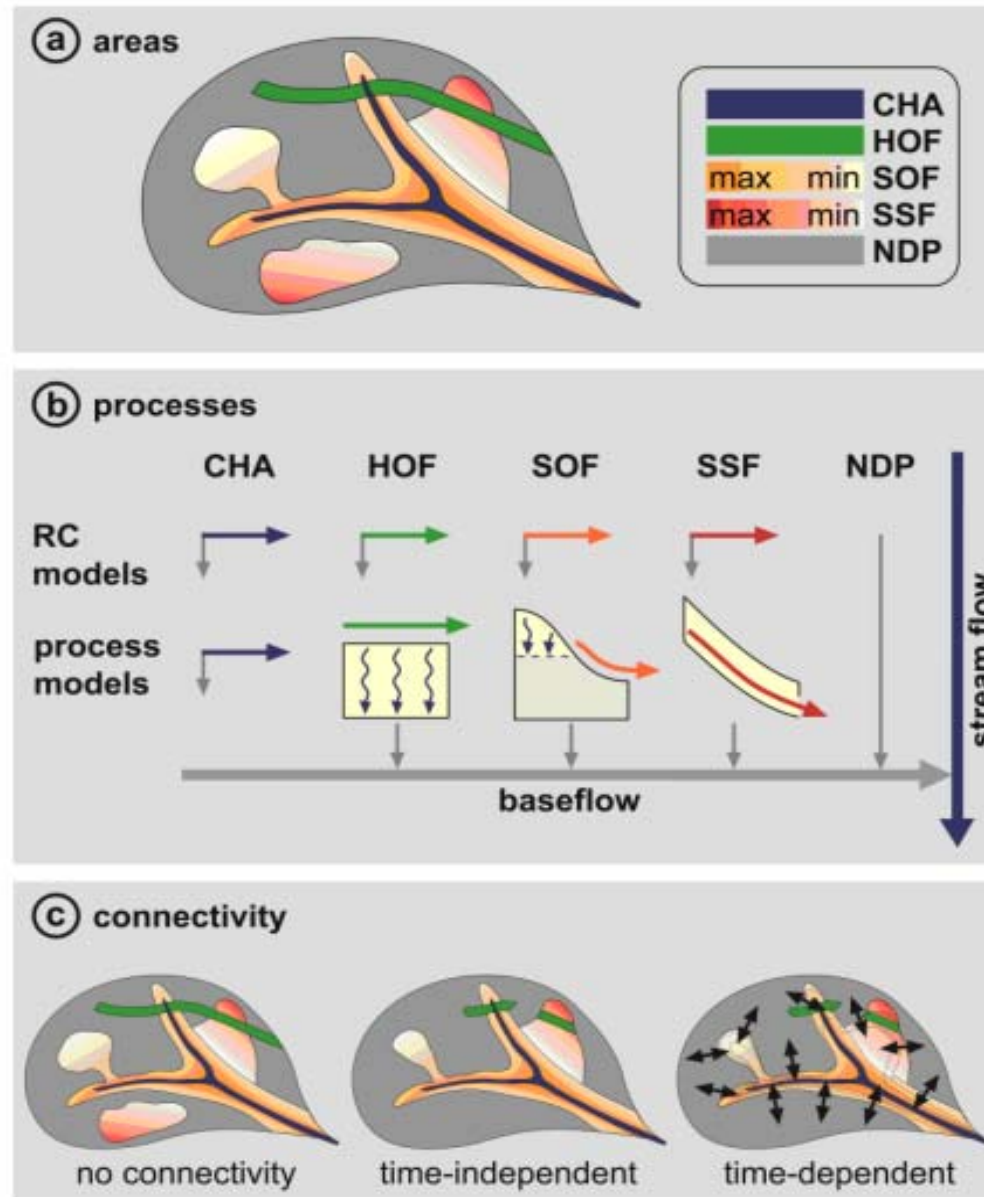 a areas
CHA
HOF
max min SOF
max min SSF
NDP
b processes
CHA HOF SOF SSF NDP
RC
models
process
models
stream flow
baseflow
c connectivity
no connectivity time-independent time-dependent